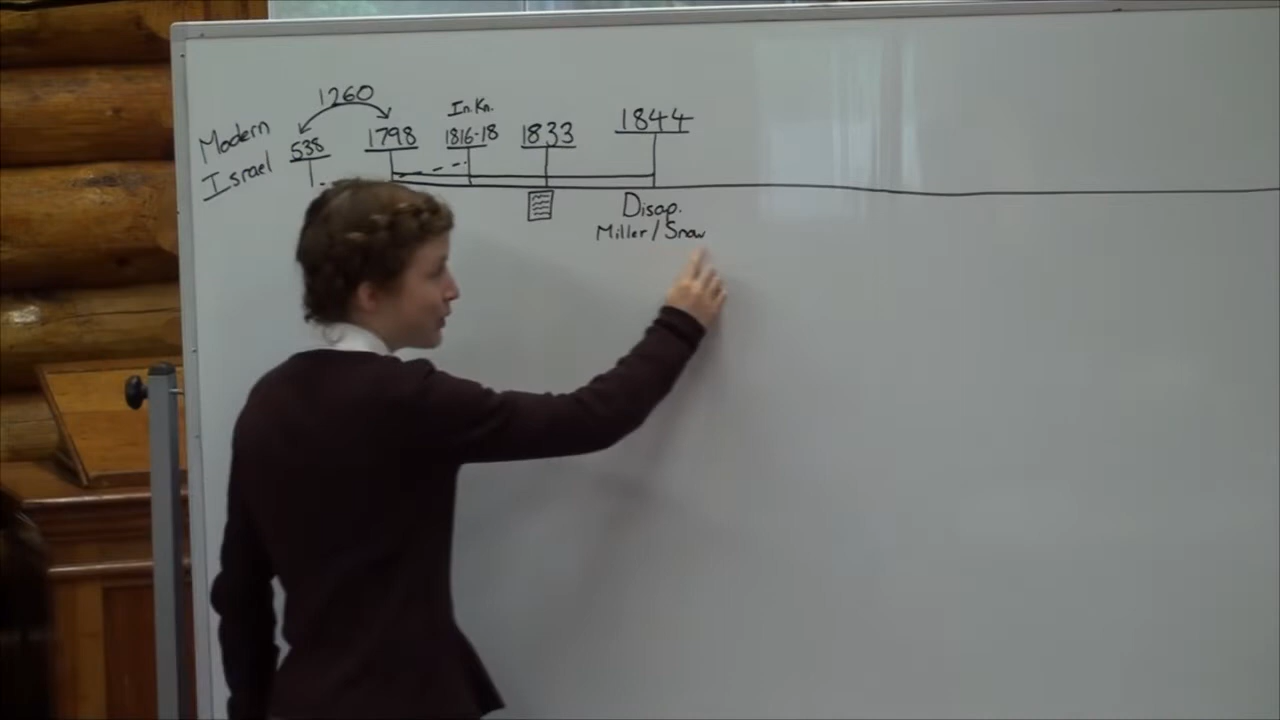 1260
In. Kn.
Modern
Israel
538 1798 1816-18 1833 1844
Disap.
Miller/Snow